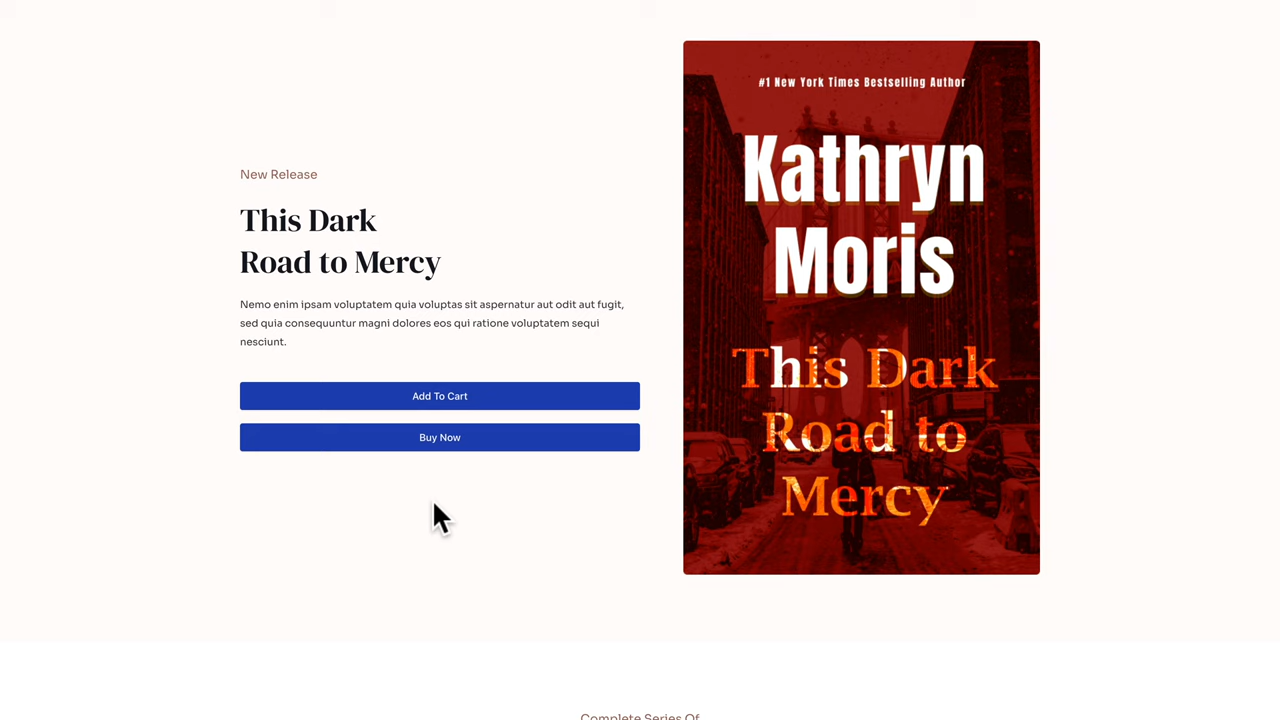 New Release
This Dark
Road to Mercy
Nemo enim ipsam voluptatem quia voluptas sit aspernatur aut odit aut fugit,
sed quia consequuntur magni dolores eos qui ratione voluptatem sequi
nesciunt.
Add To Cart
Buy Now
#1 New York Times Bestselling Author
Kathryn
Moris
This Dark
Road to
Mercy
Complete Series Of